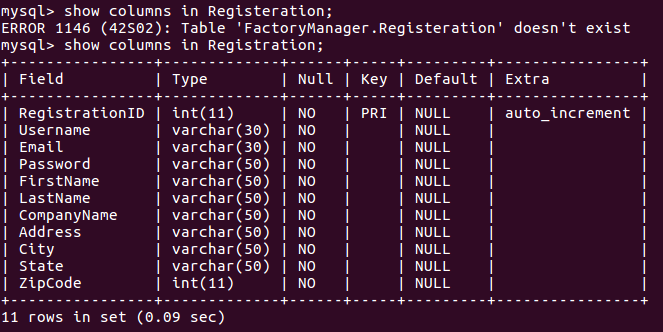 mysql> show columns in Registeration;
ERROR 1146 (42S02): Table 'FactoryManager.Registeration' doesn't exist
mysql> show columns in Registration;
+----------------+-------------+------+-----+---------+----------------+
| Field          | Type        | Null | Key | Default | Extra          |
+----------------+-------------+------+-----+---------+----------------+
| RegistrationID | int(11)     | NO   | PRI | NULL    | auto_increment |
| Username       | varchar(30) | NO   |     | NULL    |                |
| Email          | varchar(30) | NO   |     | NULL    |                |
| Password       | varchar(50) | NO   |     | NULL    |                |
| FirstName      | varchar(50) | NO   |     | NULL    |                |
| LastName       | varchar(50) | NO   |     | NULL    |                |
| CompanyName    | varchar(50) | NO   |     | NULL    |                |
| Address        | varchar(50) | NO   |     | NULL    |                |
| City           | varchar(50) | NO   |     | NULL    |                |
| State          | varchar(50) | NO   |     | NULL    |                |
| ZipCode        | int(11)     | NO   |     | NULL    |                |
+----------------+-------------+------+-----+---------+----------------+
11 rows in set (0.09 sec)